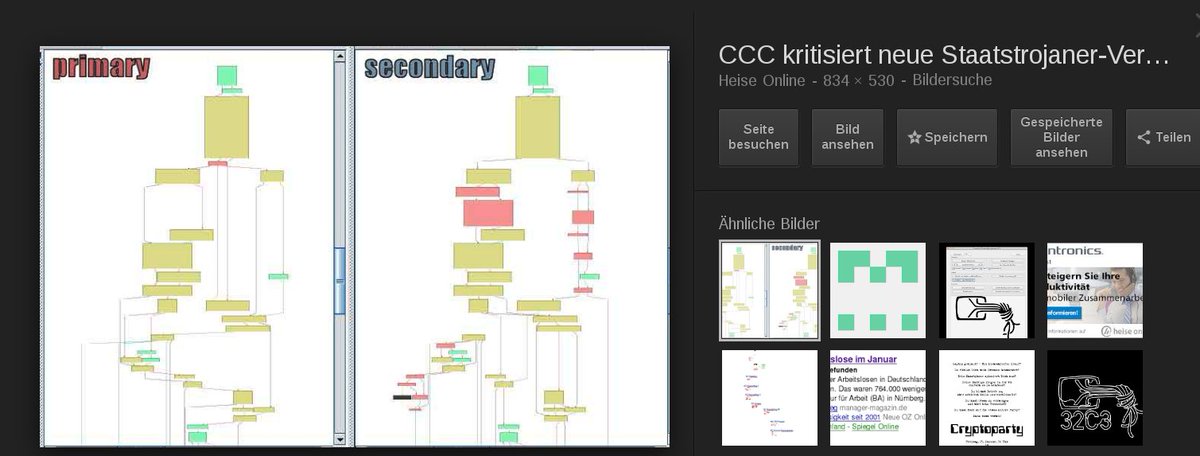 primary
secondary
CCC kritisiert neue Staatstrojaner-Ver…
Heise Online - 834 × 530 - Bildersuche
Seite
besuchen
Bild
ansehen
Speichern
Gespeicherte
Bilder
ansehen
Teilen
Ähnliche Bilder
secondary
ntronics.
teigern Sie Ihre
duktivität
mobiler Zusammenarbe
heise on
slose im Januar
efunden
er Arbeitslosen in Deutschland
n. Das waren 764.000 wenige
ur für Arbeit (BA) in Nürnberg.
manager-magazin.de
igkeit seit 2001 Neue OZ Onl
land - Spiegel Online
Cryptoparty
32C3